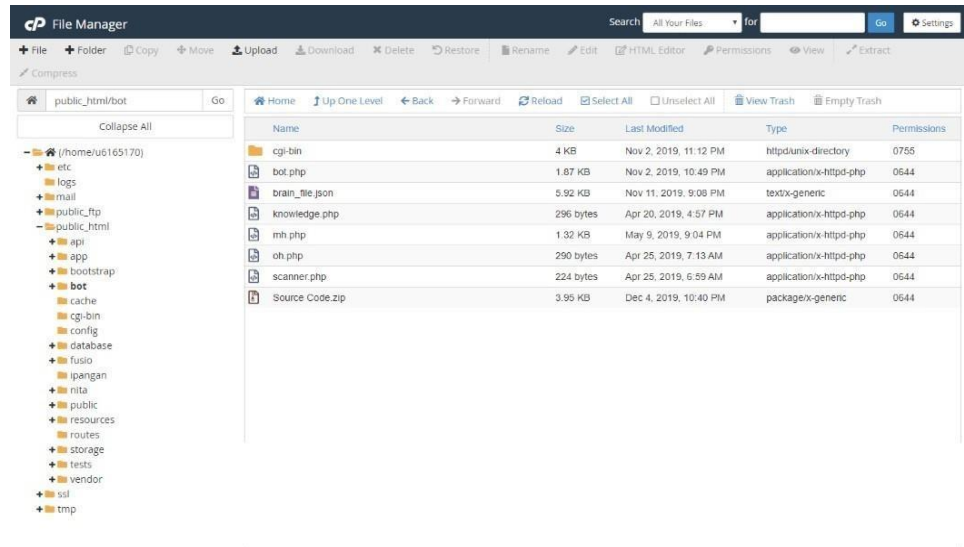 cP File Manager Search All Your Files for Go Settings
+ File + Folder Copy Move Upload Download Delete Restore Rename Edit HTML Editor Permissions View Extract
Compress
public_html/bot Go
Collapse All
(/home/u6165170)
etc
logs
mail
public_ftp
public_html
api
app
bootstrap
bot
cache
cgi-bin
config
database
fusio
ipangan
nita
public
resources
routes
storage
tests
vendor
ssl
tmp
Home Up One Level Back Forward Reload Select All Unselect All View Trash Empty Trash
Name Size Last Modified Type Permissions
cgi-bin 4 KB Nov 2, 2019, 11:12 PM httpd/unix-directory 0755
bot.php 1.87 KB Nov 2, 2019, 10:49 PM application/x-httpd-php 0644
brain_file.json 5.92 KB Nov 11, 2019, 9:08 PM text/x-generic 0644
knowledge.php 296 bytes Apr 20, 2019, 4:57 PM application/x-httpd-php 0644
mh.php 1.32 KB May 9, 2019, 9:04 PM application/x-httpd-php 0644
oh.php 290 bytes Apr 25, 2019, 7:13 AM application/x-httpd-php 0644
scanner.php 224 bytes Apr 25, 2019, 6:59 AM application/x-httpd-php 0644
Source Code.zip 3.95 KB Dec 4, 2019, 10:40 PM package/x-generic 0644